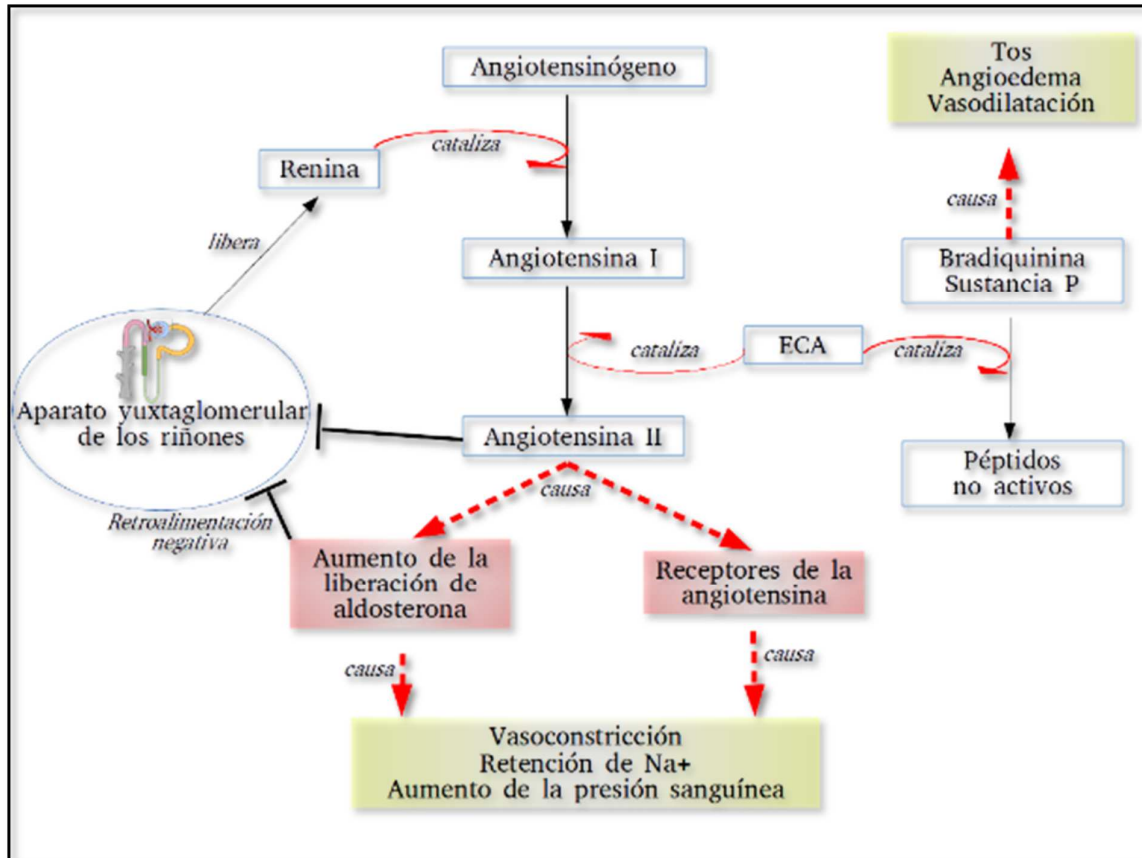 Angiotensinógeno
Tos
Angioedema
Vasodilatación
cataliza
Renina
libera
causa
Angiotensina I
Bradiquinina
Sustancia P
cataliza
ECA
cataliza
Aparato yuxtaglomerular
de los riñones
Angiotensina II
Péptidos
no activos
causa
Retroalimentación
negativa
Aumento de la
liberación de
aldosterona
Receptores de la
angiotensina
causa
causa
Vasoconstricción
Retención de Na+
Aumento de la presión sanguínea